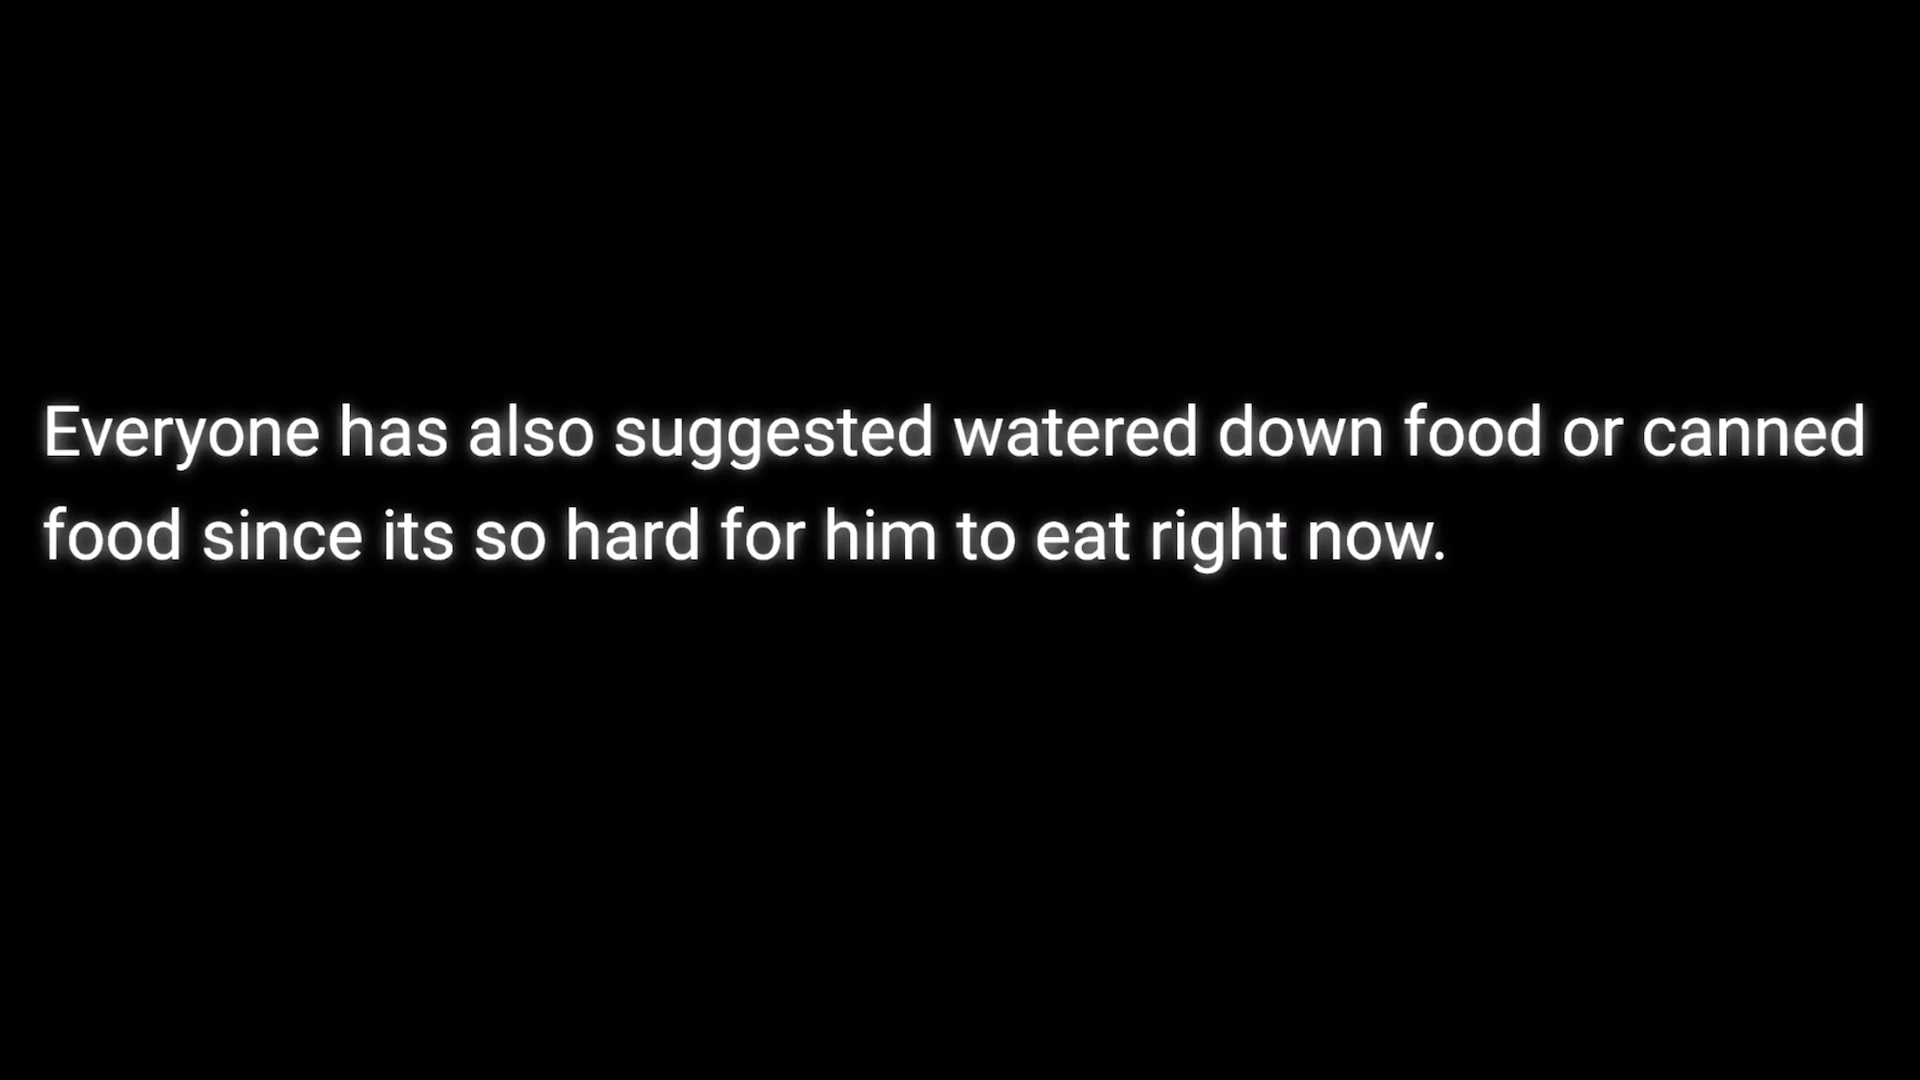 Everyone has also suggested watered down food or canned
food since its so hard for him to eat right now.